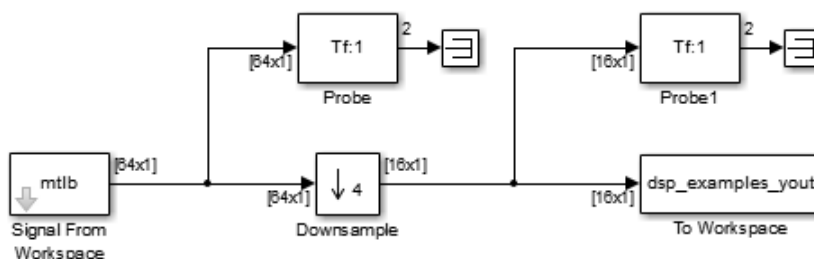 Tf:1
2
[64x1]
Probe
Tf:1
2
[16x1]
Probe1
mtlb
[64x1]
Signal From
Workspace
[64x1]
4
[16x1]
Downsample
[16x1]
dsp_examples_yout
To Workspace